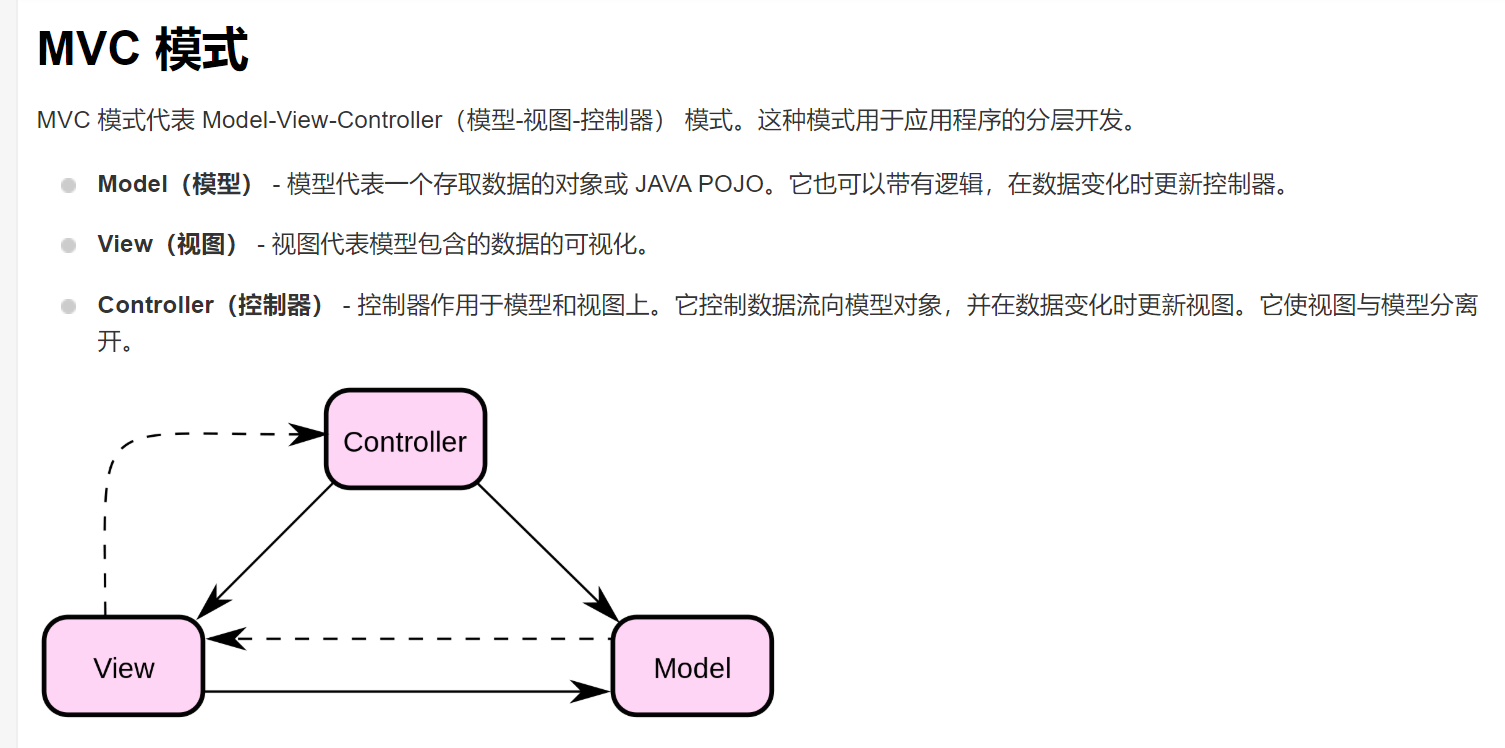 MVC 模式
MVC 模式代表 Model-View-Controller（模型-视图-控制器） 模式。这种模式用于应用程序的分层开发。
Model（模型） - 模型代表一个存取数据的对象或 JAVA POJO。它也可以带有逻辑，在数据变化时更新控制器。
View（视图） - 视图代表模型包含的数据的可视化。
Controller（控制器） - 控制器作用于模型和视图上。它控制数据流向模型对象，并在数据变化时更新视图。它使视图与模型分离
开。
Controller
View
Model